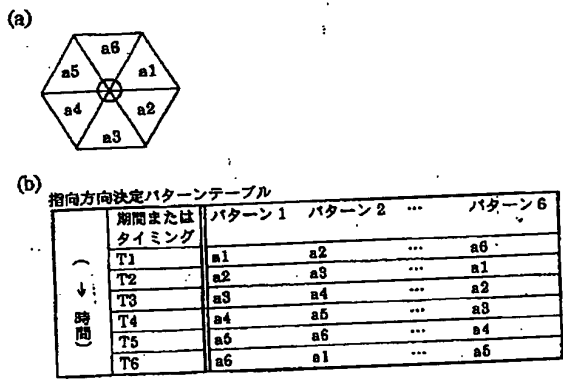 (a)
a6
a5 a1
a4 a2
a3
(b)
指向方向決定パターンテーブル
期間または
タイミング パターン1 パターン2 … パターン6
T1 a1 a2 … a6
T2 a2 a3 … a1
T3 a3 a4 … a2
T4 a4 a5 … a3
T5 a5 a6 … a4
T6 a6 a1 … a5
(→時間)